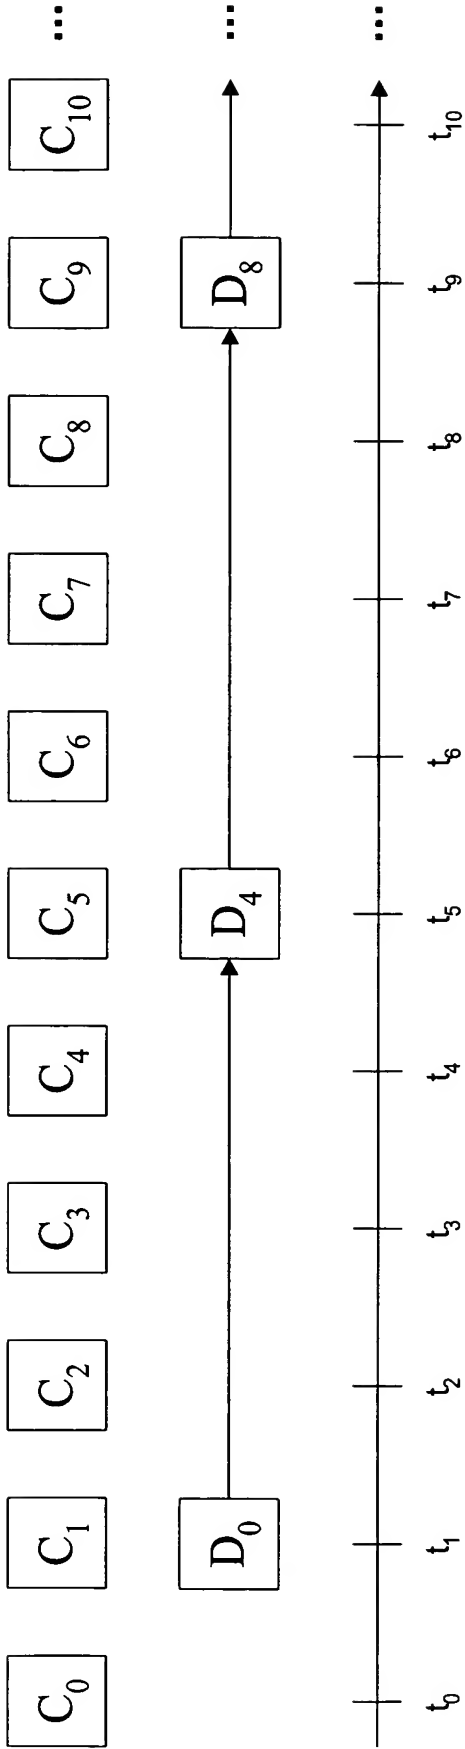 C₀ C₁ C₂ C₃ C₄ C₅ C₆ C₇ C₈ C₉ C₁₀ ...
D₀ D₄ D₈ ...
...
t₀ t₁ t₂ t₃ t₄ t₅ t₆ t₇ t₈ t₉ t₁₀